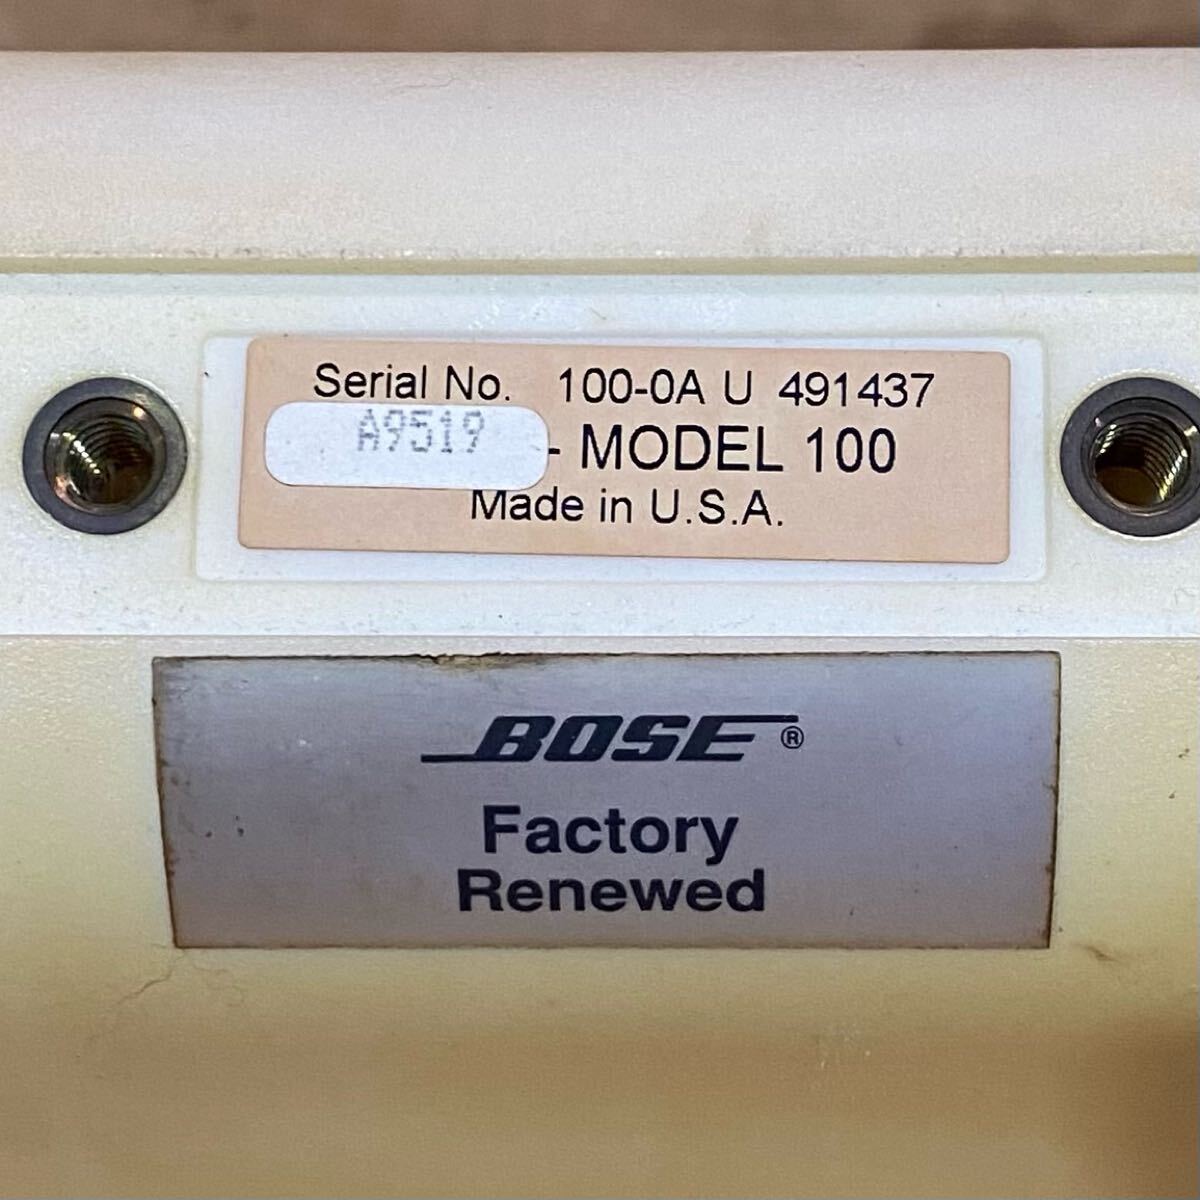 Serial No. 100-0A U 491437
A9519 - MODEL 100
Made in U.S.A.
BOSE®
Factory
Renewed